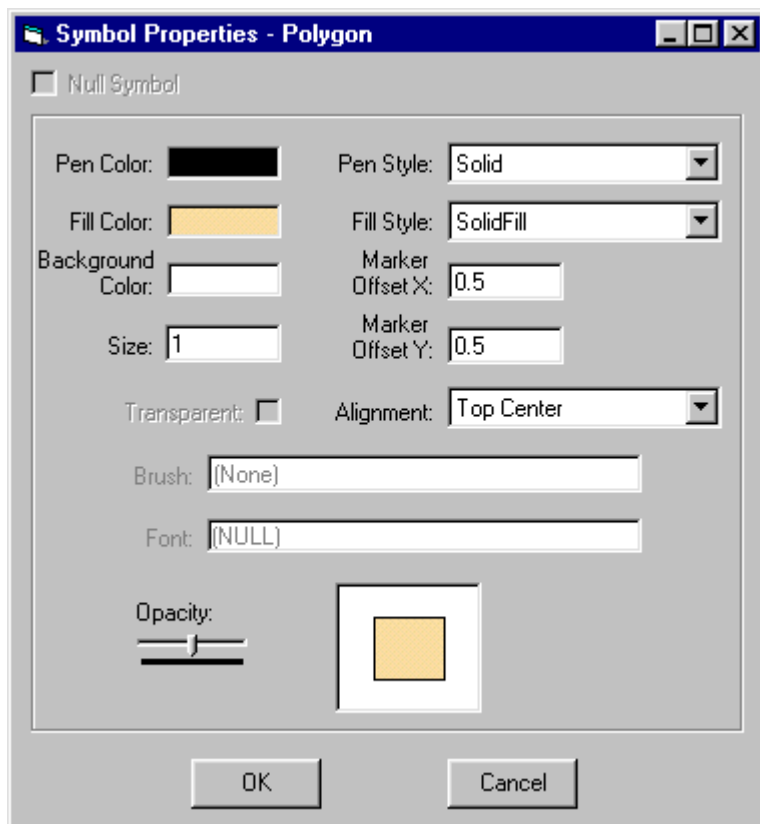 Symbol Properties - Polygon
Null Symbol
Pen Color:
Pen Style: Solid
Fill Color:
Fill Style: SolidFill
Background
Color:
Marker
Offset X: 0.5
Size: 1
Marker
Offset Y: 0.5
Transparent:
Alignment: Top Center
Brush: (None)
Font: (NULL)
Opacity:
OK
Cancel